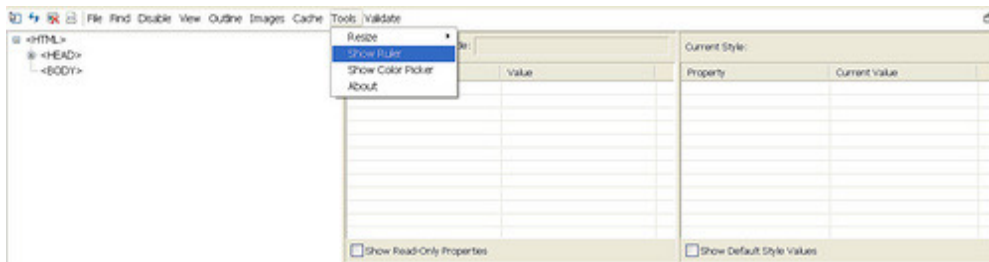 File Find Disable View Outline Images Cache Tools Validate
<HTML>
<HEAD>
<BODY>
Resize
Show Ruler
Show Color Picker
About
Current Style:
Value
Property Current Value
Show Read-Only Properties
Show Default Style Values